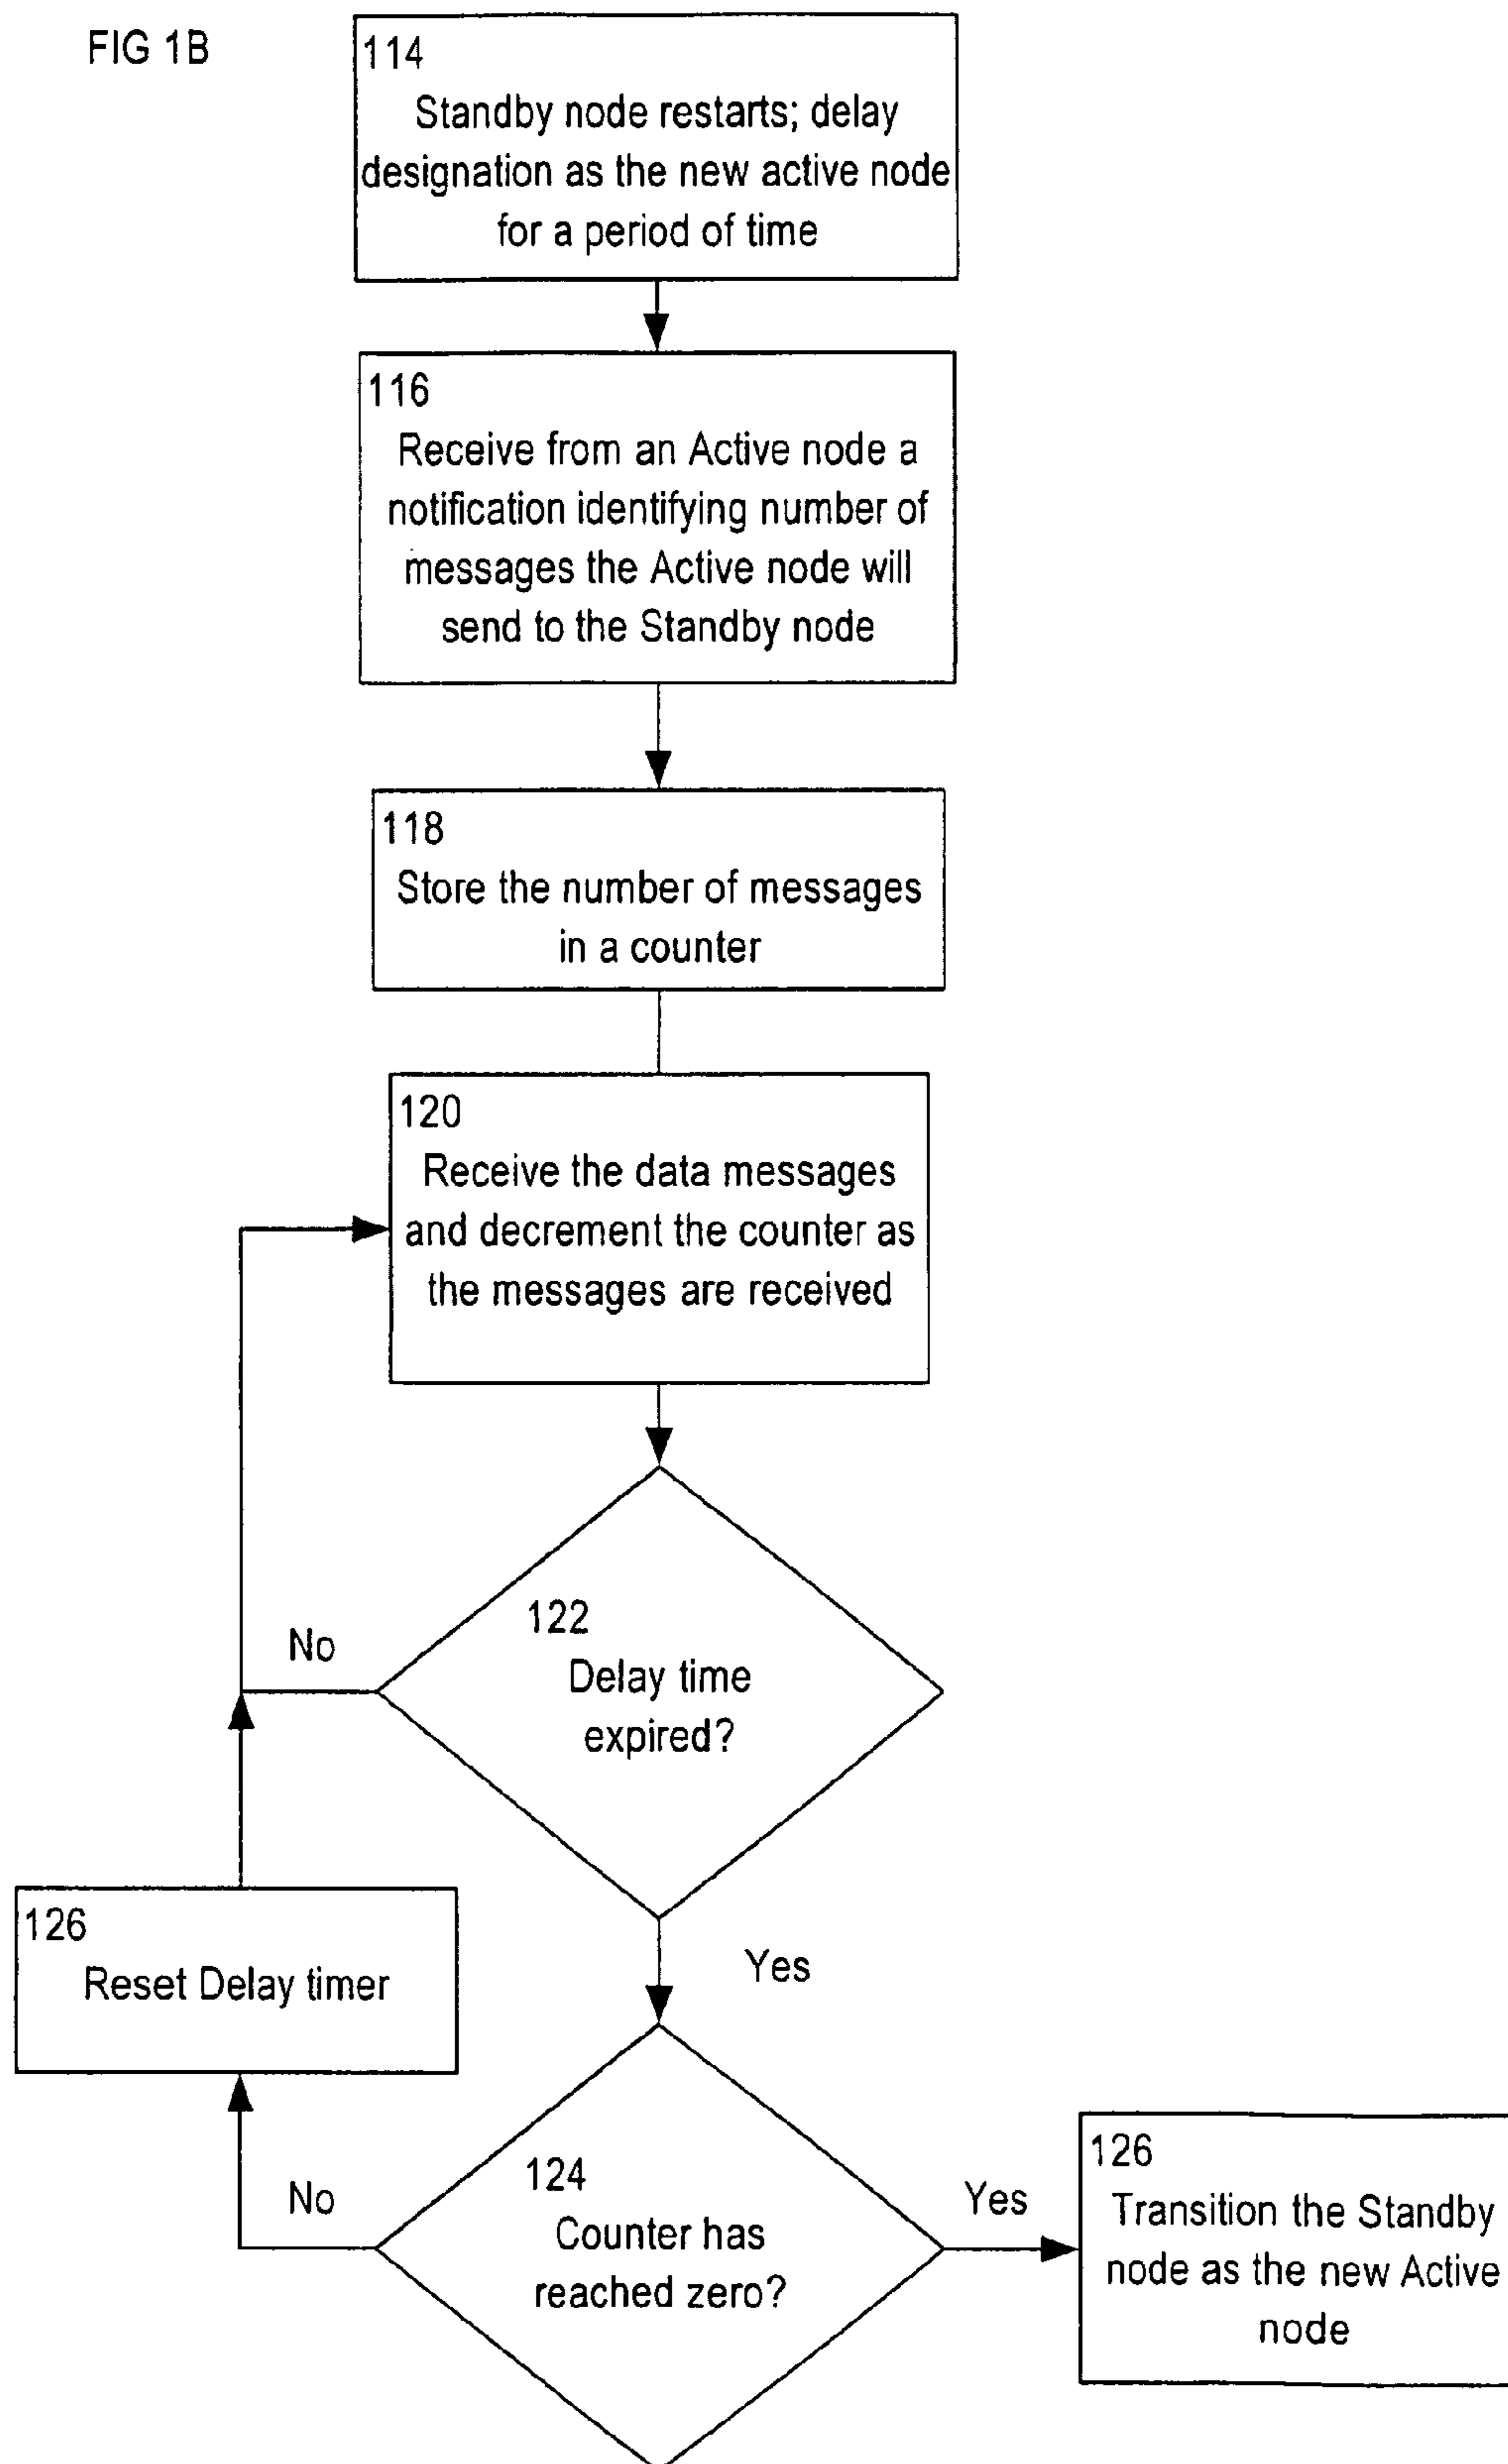 FIG 1B
114
Standby node restarts; delay
designation as the new active node
for a period of time
116
Receive from an Active node a
notification identifying number of
messages the Active node will
send to the Standby node
118
Store the number of messages
in a counter
120
Receive the data messages
and decrement the counter as
the messages are received
No
122
Delay time
expired?
126
Reset Delay timer
Yes
No
124
Counter has
reached zero?
Yes
126
Transition the Standby
node as the new Active
node